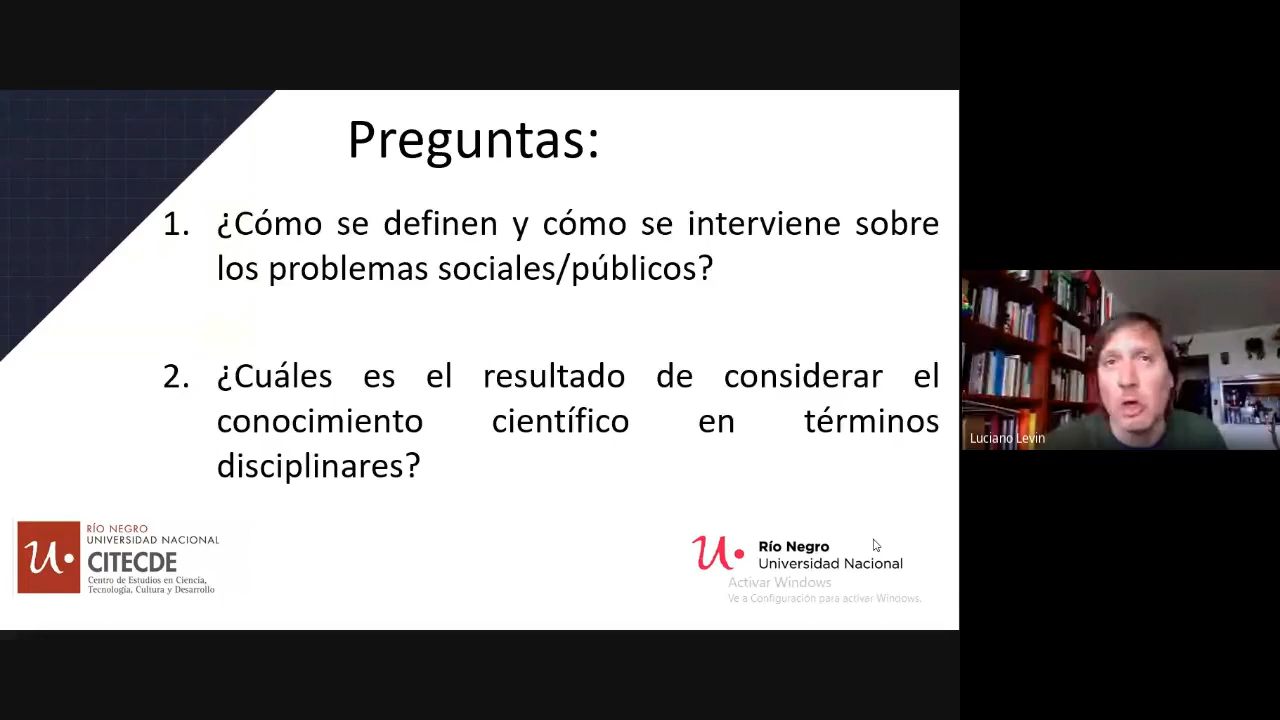 Preguntas:
1. ¿Cómo se definen y cómo se interviene sobre
los problemas sociales/públicos?
2. ¿Cuáles es el resultado de considerar el
conocimiento científico en términos
disciplinares?
RÍO NEGRO
UNIVERSIDAD NACIONAL
CITECDE
Centro de Estudios en Ciencia,
Tecnología, Cultura y Desarrollo
Río Negro
Universidad Nacional
Activar Windows
Ve a Configuración para activar Windows.
Luciano Levin